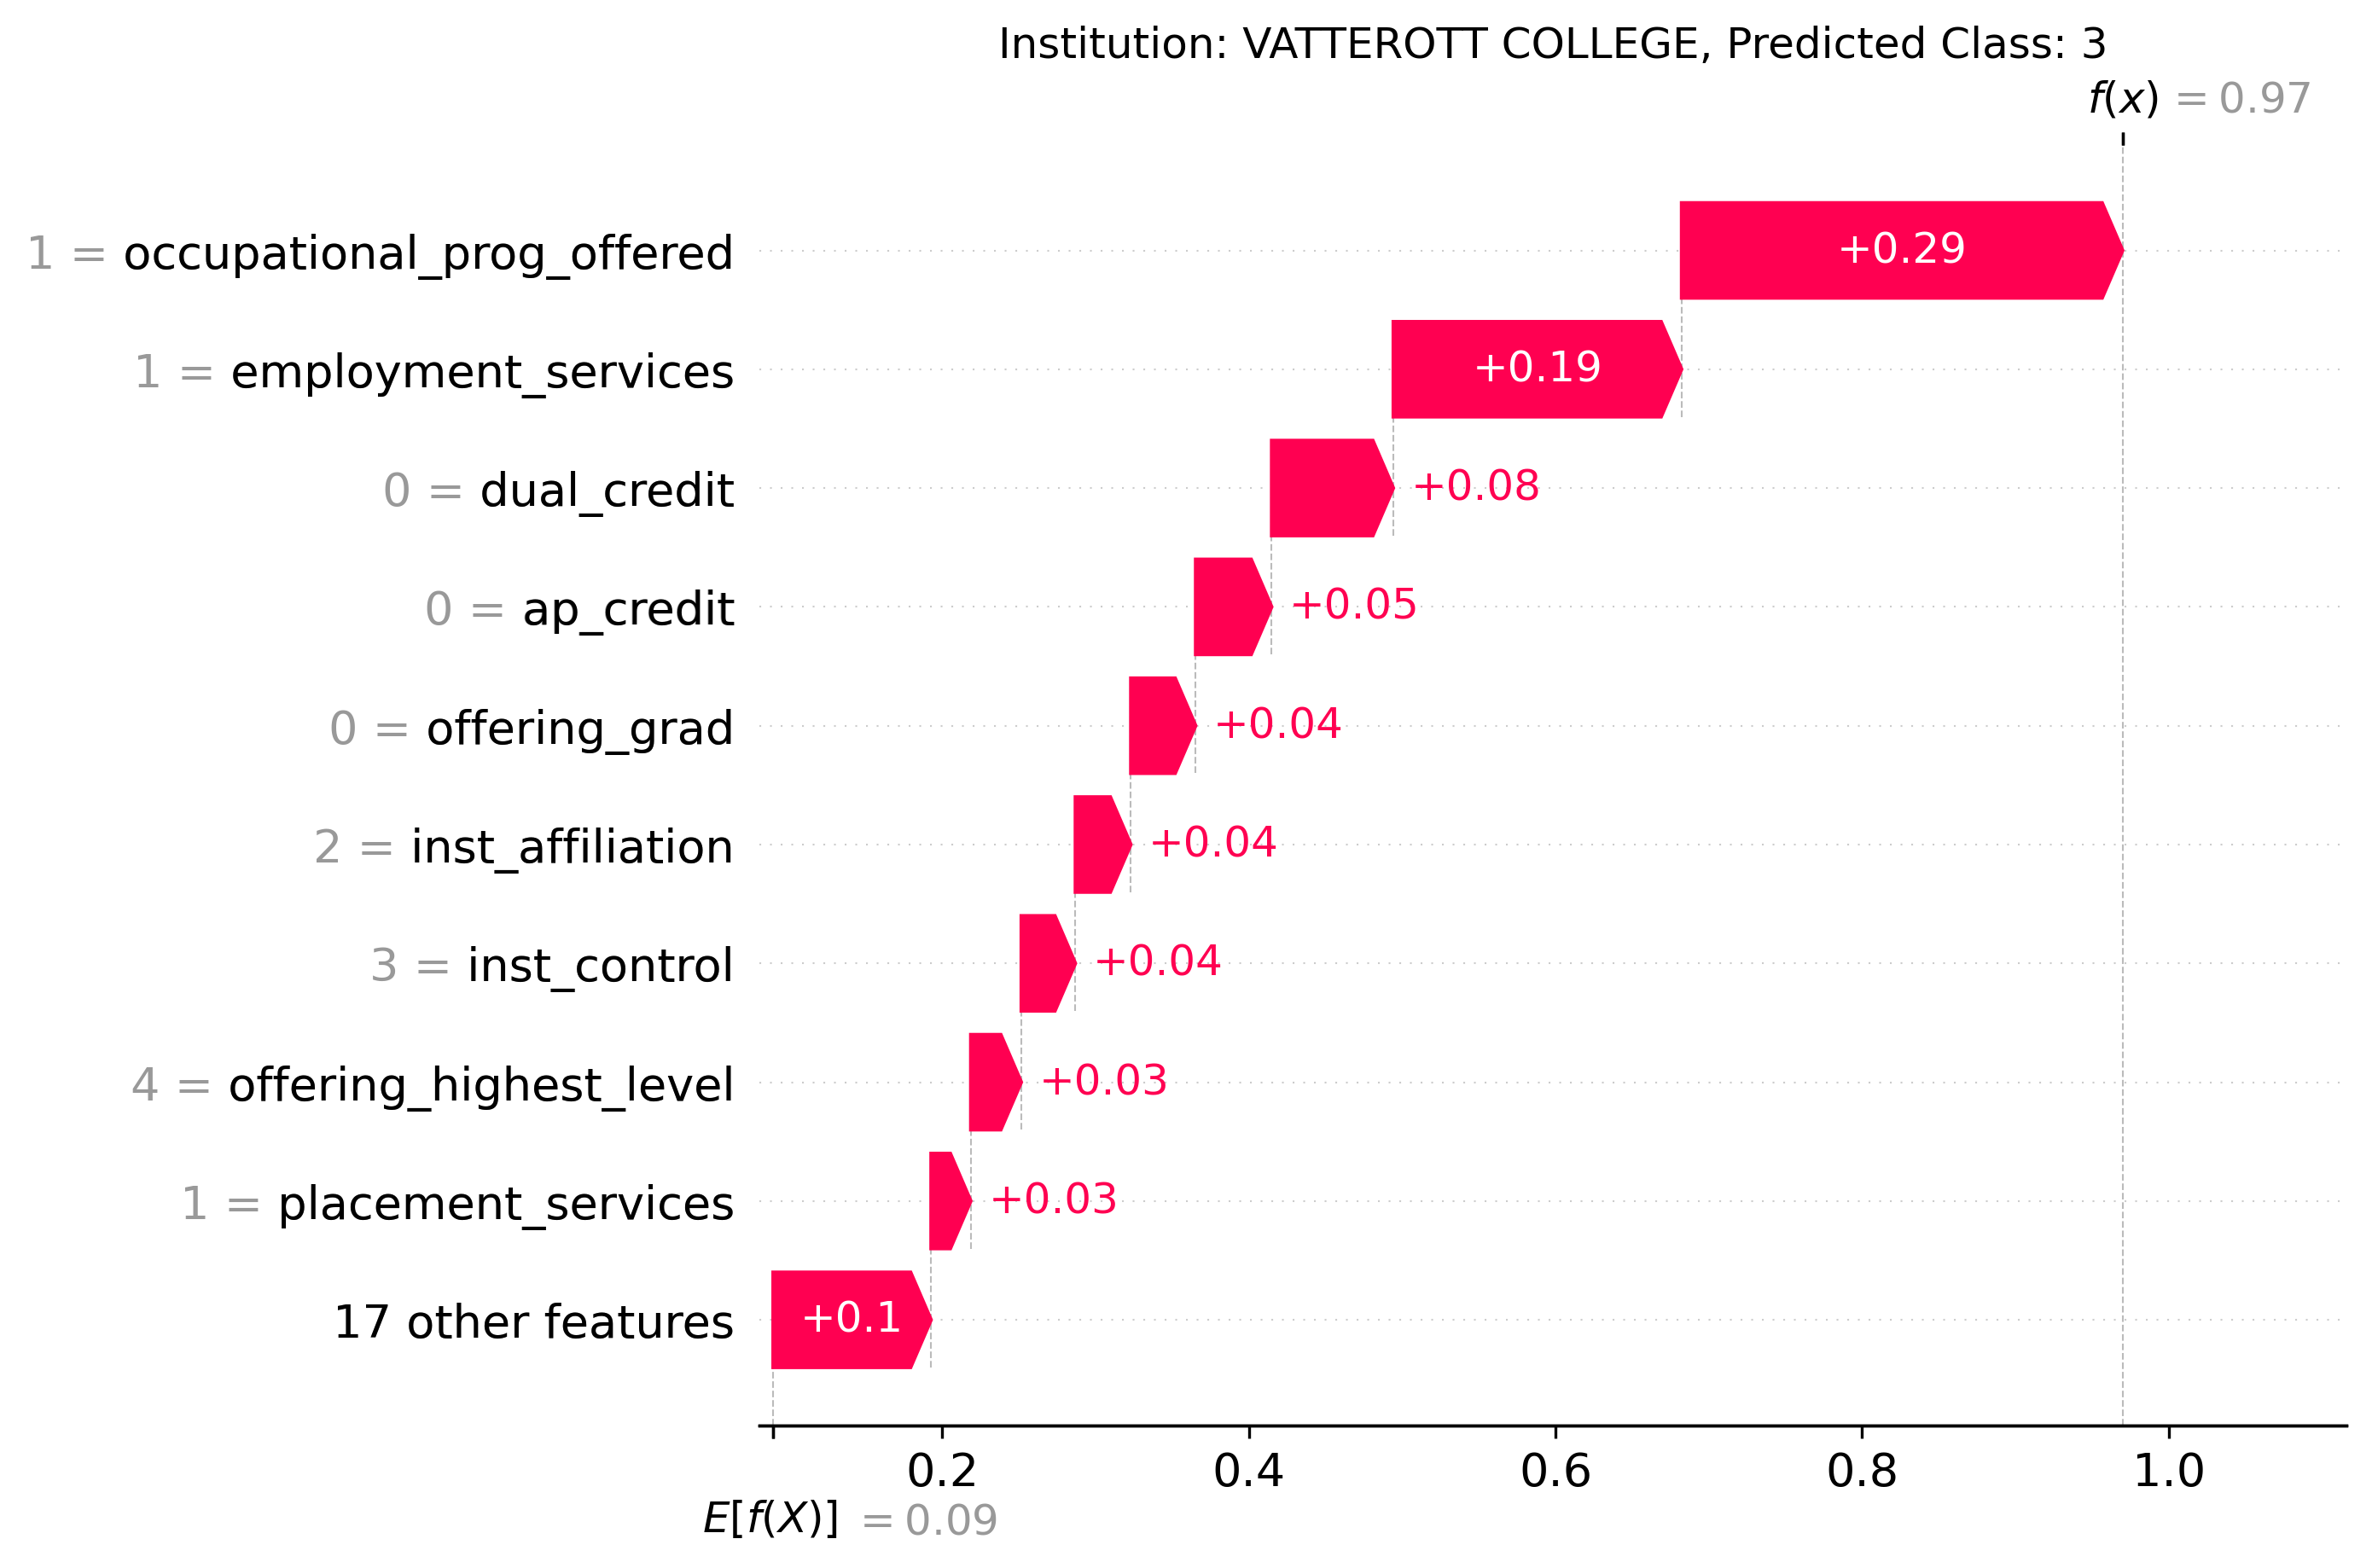 Institution: VATTEROTT COLLEGE, Predicted Class: 3
f(x) = 0.97
1 = occupational_prog_offered +0.29
1 = employment_services +0.19
0 = dual_credit +0.08
0 = ap_credit +0.05
0 = offering_grad +0.04
2 = inst_affiliation +0.04
3 = inst_control +0.04
4 = offering_highest_level +0.03
1 = placement_services +0.03
17 other features +0.1
0.2 0.4 0.6 0.8 1.0
E[f(X)] = 0.09